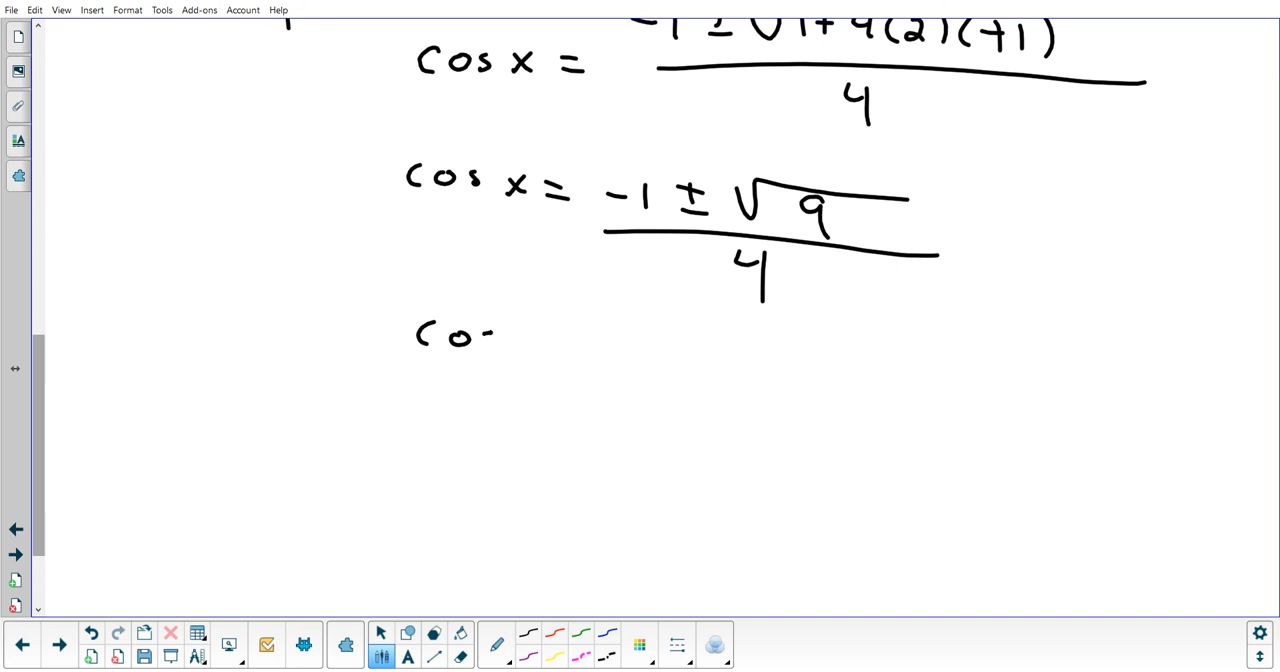 File Edit View Insert Format Tools Add-ons Account Help
cos x = -1 ± √1+4(2)(+1) / 4
cos x = -1 ± √9 / 4
co